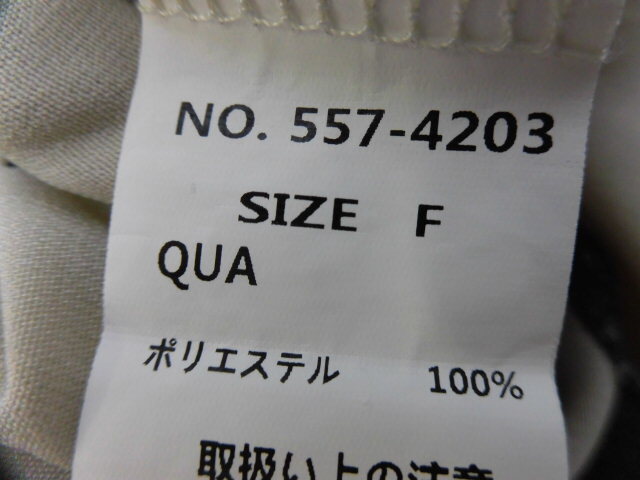 NO. 557-4203
SIZE F
QUA
ポリエステル 100%
取扱い上の注意